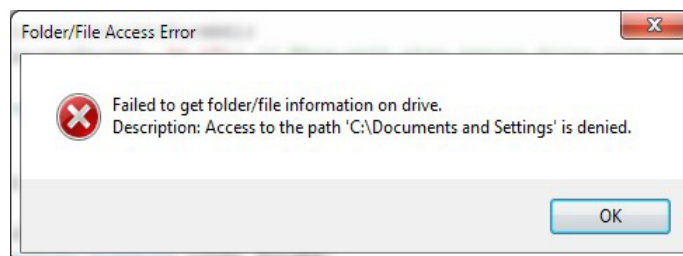 Folder/File Access Error
Failed to get folder/file information on drive.
Description: Access to the path 'C:\Documents and Settings' is denied.
OK